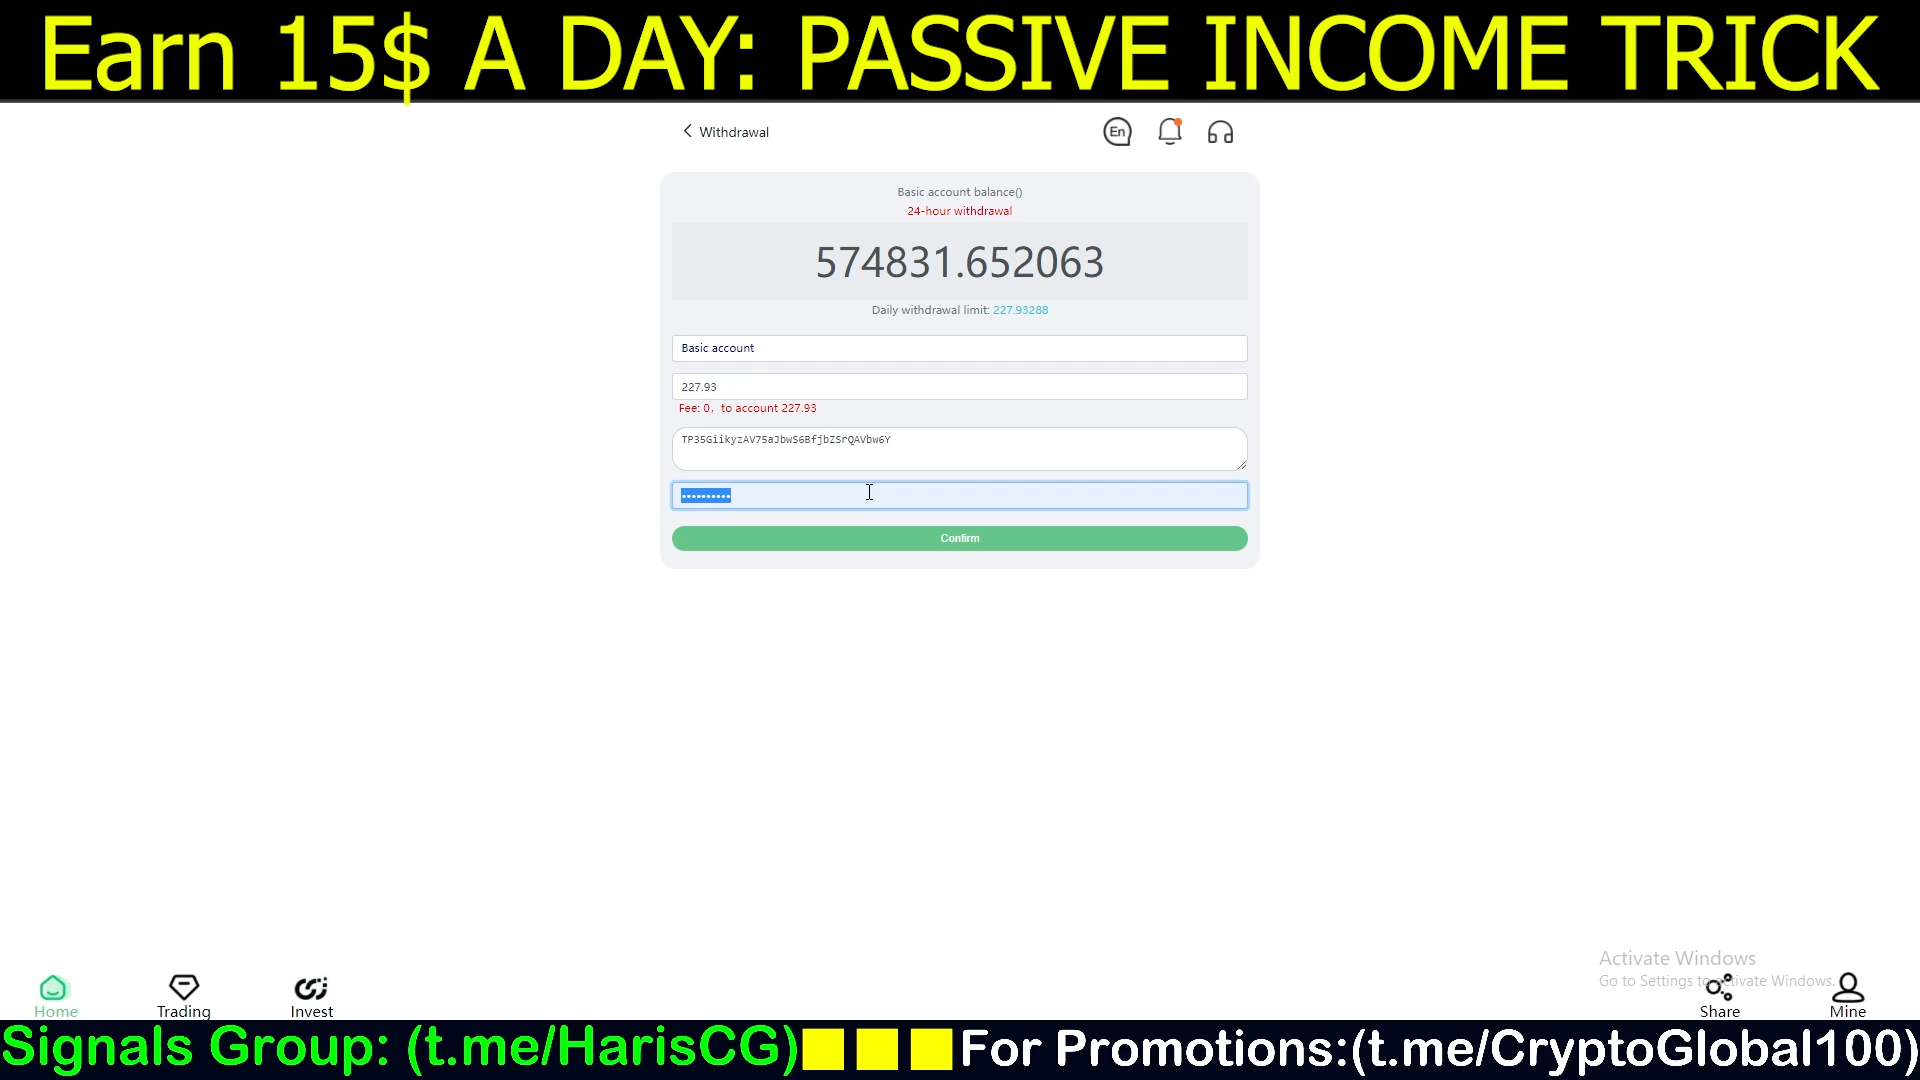 Earn 15$ A DAY: PASSIVE INCOME TRICK
Withdrawal
En
Basic account balance()
24-hour withdrawal
574831.652063
Daily withdrawal limit: 227.93288
Basic account
227.93
Fee: 0, to account 227.93
TP35GiikyzAV75aJbwS6BfjbZSrQAVbw6Y
Confirm
Activate Windows
Go to Settings to activate Windows.
Home
Trading
Invest
Share
Mine
Signals Group: (t.me/HarisCG) For Promotions:(t.me/CryptoGlobal100)